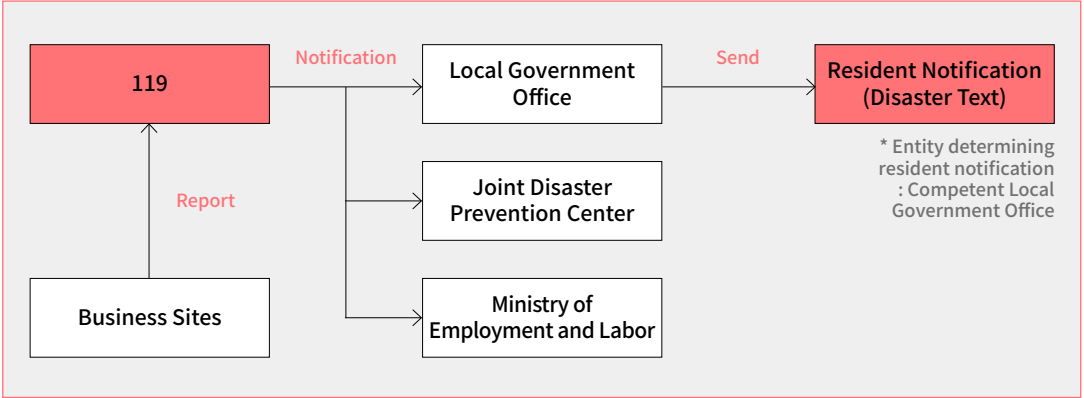 119
Notification
Local Government
Office
Send
Resident Notification
(Disaster Text)
* Entity determining
resident notification
: Competent Local
Government Office
Report
Joint Disaster
Prevention Center
Business Sites
Ministry of
Employment and Labor